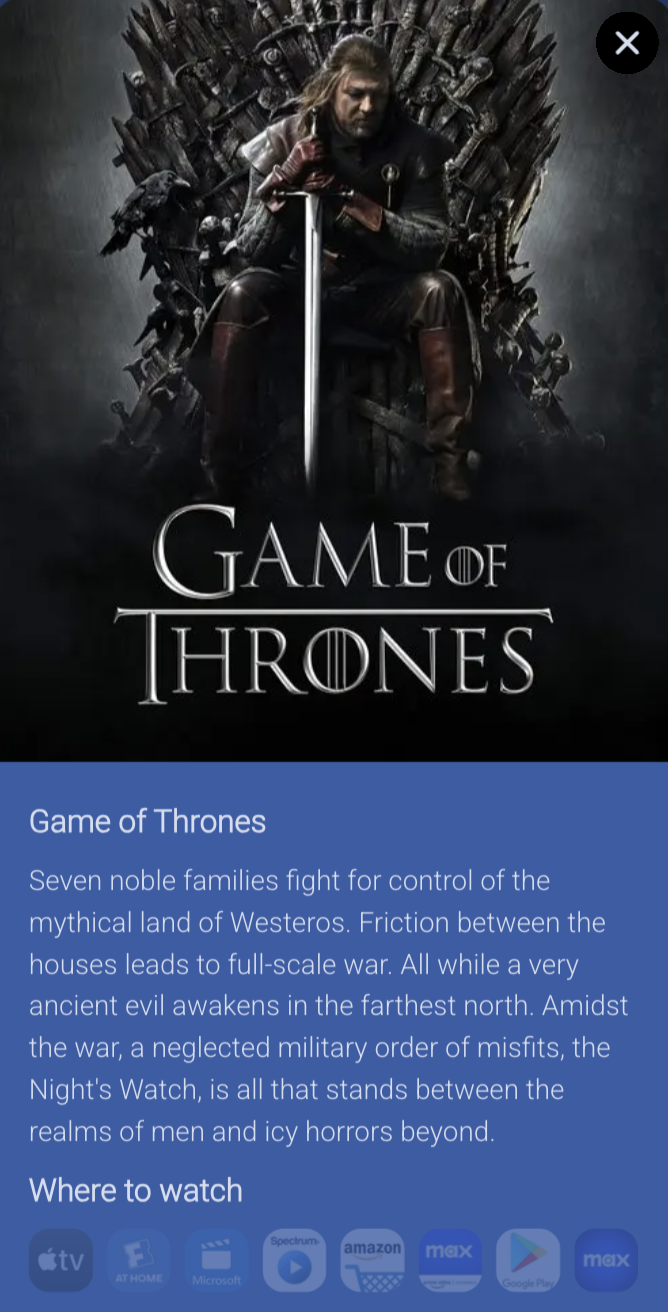 GAME OF
THRONES
Game of Thrones
Seven noble families fight for control of the
mythical land of Westeros. Friction between the
houses leads to full-scale war. All while a very
ancient evil awakens in the farthest north. Amidst
the war, a neglected military order of misfits, the
Night's Watch, is all that stands between the
realms of men and icy horrors beyond.
Where to watch
tv
F
AT HOME
Microsoft
Spectrum
amazon
max
Google Play
max